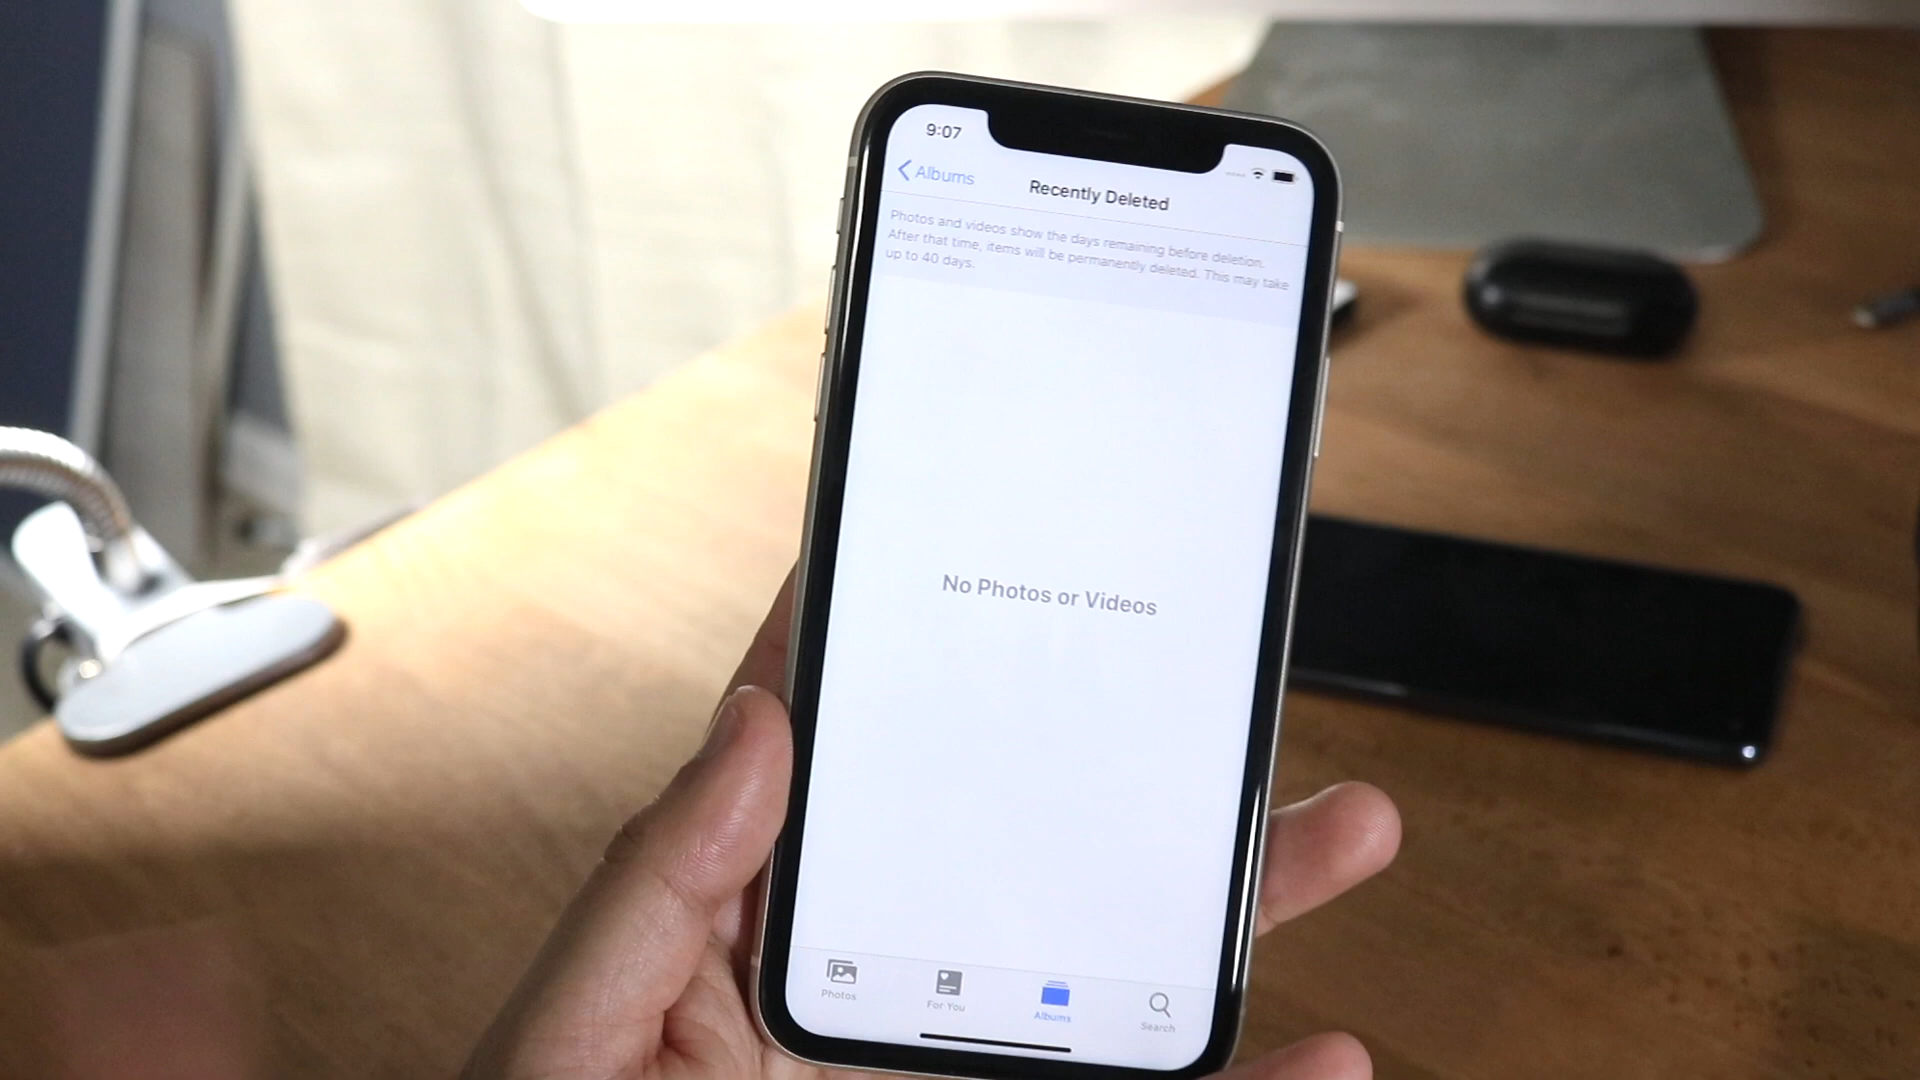 9:07
Albums
Recently Deleted
Photos and videos show the days remaining before deletion.
After that time, items will be permanently deleted. This may take
up to 40 days.
No Photos or Videos
Photos
For You
Albums
Search